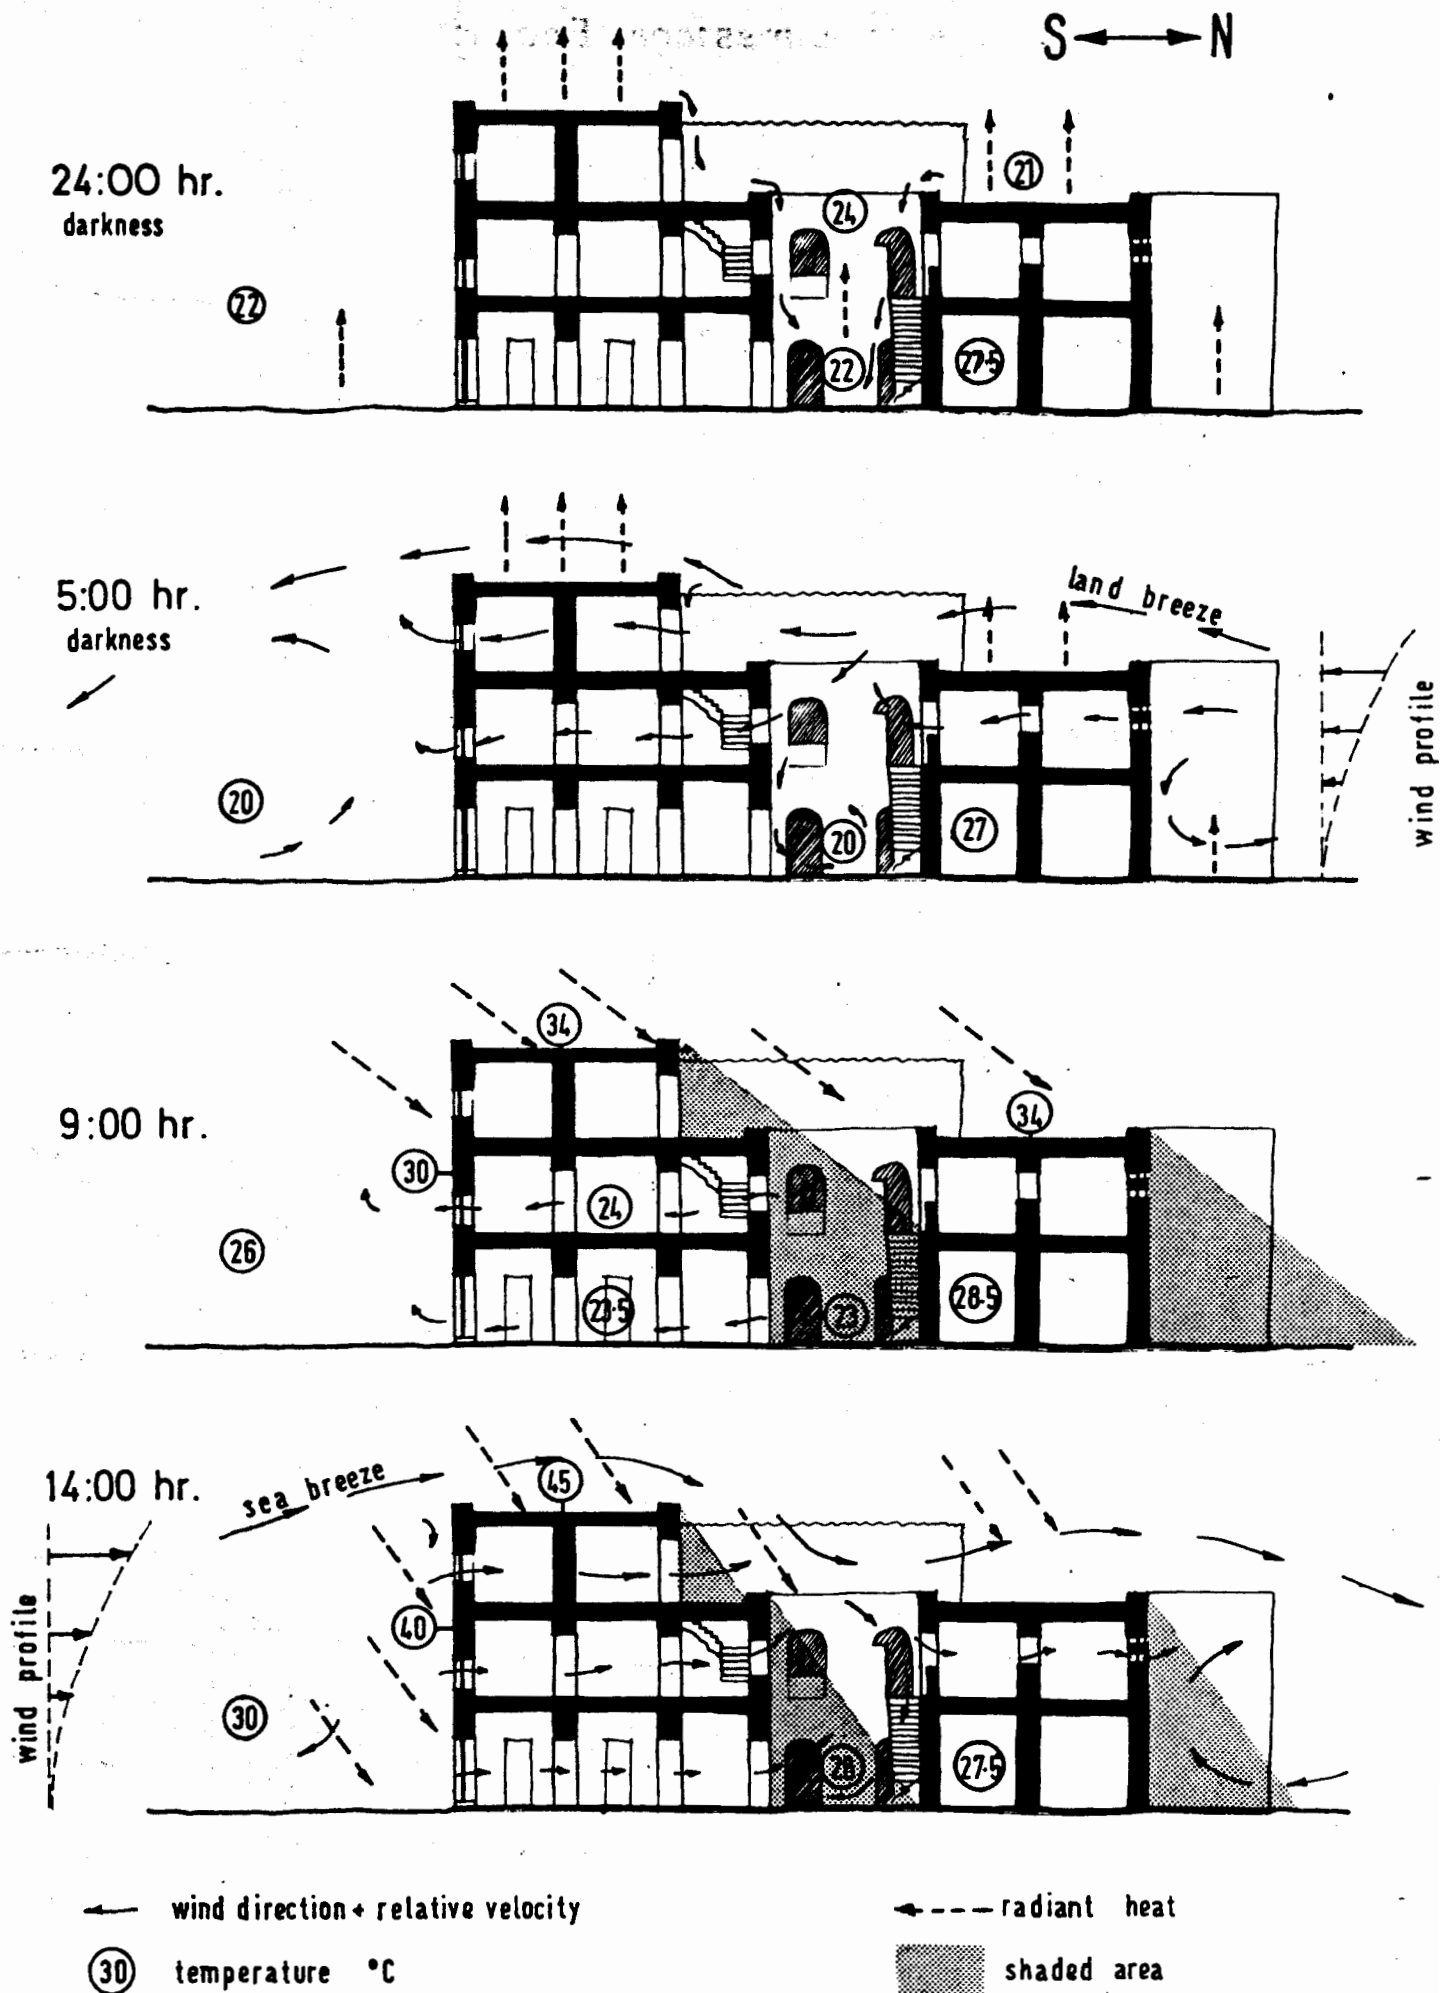 S N
24:00 hr.
darkness
21
24
22
22
27·5
5:00 hr.
darkness
land breeze
wind profile
20
20
27
34
9:00 hr.
34
30
24
26
23·5
23
28·5
14:00 hr.
sea breeze
45
40
wind profile
30
28
27·5
wind direction + relative velocity
radiant heat
30 temperature °C
shaded area